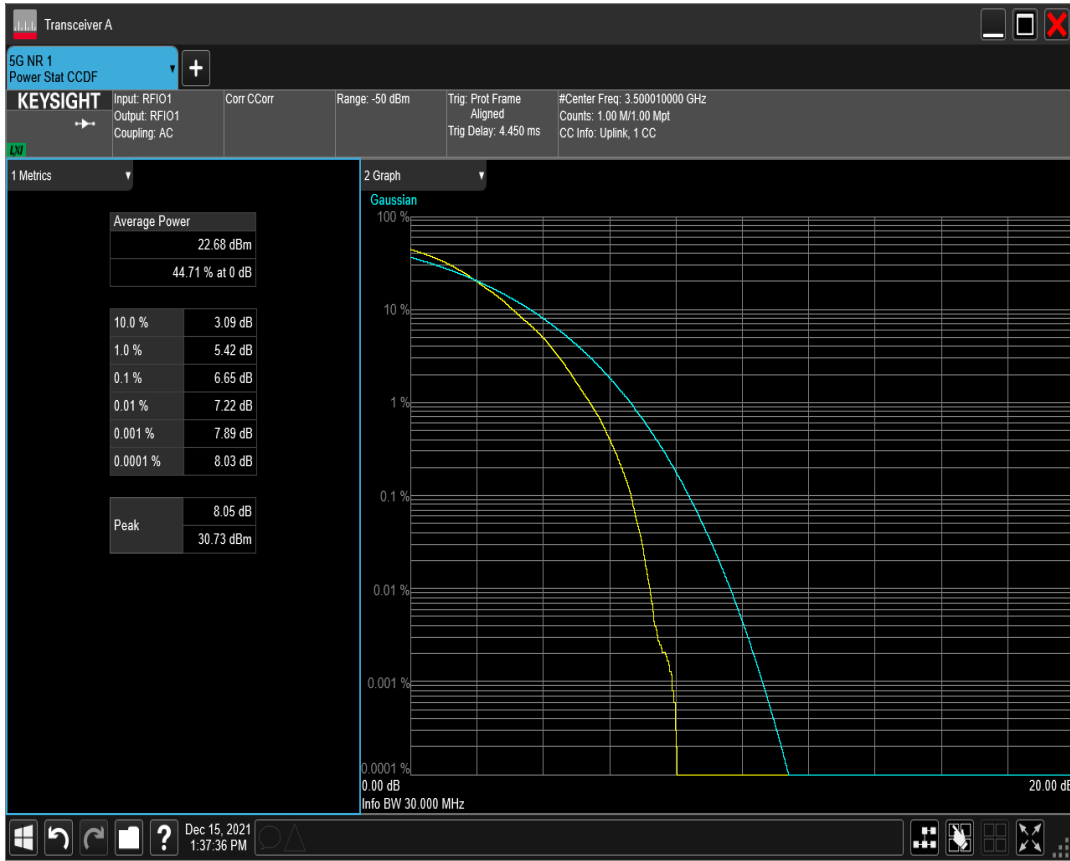 Transceiver A
5G NR 1
Power Stat CCDF
+
KEYSIGHT
LXI
Input: RFIO1
Output: RFIO1
Coupling: AC
Corr CCorr
Range: -50 dBm
Trig: Prot Frame
Aligned
Trig Delay: 4.450 ms
#Center Freq: 3.500010000 GHz
Counts: 1.00 M/1.00 Mpt
CC Info: Uplink, 1 CC
1 Metrics
Average Power
22.68 dBm
44.71 % at 0 dB
10.0 % 3.09 dB
1.0 % 5.42 dB
0.1 % 6.65 dB
0.01 % 7.22 dB
0.001 % 7.89 dB
0.0001 % 8.03 dB
Peak
8.05 dB
30.73 dBm
2 Graph
Gaussian
100 %
10 %
1 %
0.1 %
0.01 %
0.001 %
0.0001 %
0.00 dB 20.00 dB
Info BW 30.000 MHz
?
Dec 15, 2021
1:37:36 PM